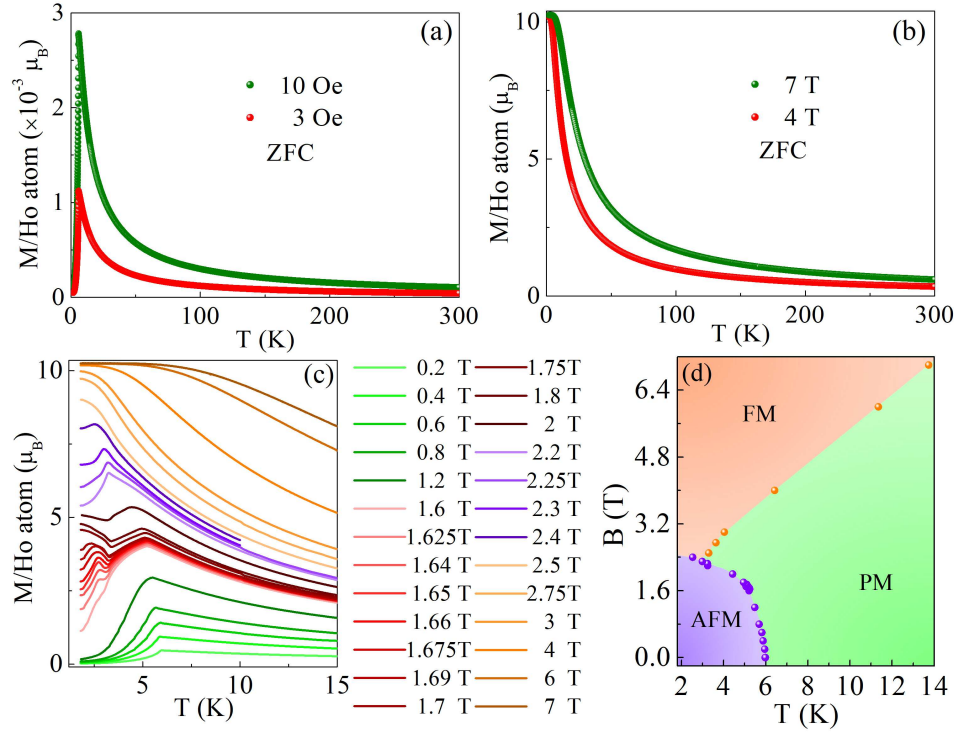 (a)
M/Ho atom (×10⁻³ μ_B)
3
2
1
0
10 Oe
3 Oe
ZFC
0 100 200 300
T (K)
(b)
M/Ho atom (μ_B)
10
5
0
7 T
4 T
ZFC
0 100 200 300
T (K)
(c)
M/Ho atom (μ_B)
10
5
0
5 10 15
T (K)
0.2 T 1.75T
0.4 T 1.8 T
0.6 T 2 T
0.8 T 2.2 T
1.2 T 2.25T
1.6 T 2.3 T
1.625 T 2.4 T
1.64 T 2.5 T
1.65 T 2.75T
1.66 T 3 T
1.675T 4 T
1.69 T 6 T
1.7 T 7 T
(d)
B (T)
6.4
4.8
3.2
1.6
0.0
FM
AFM
PM
2 4 6 8 10 12 14
T (K)